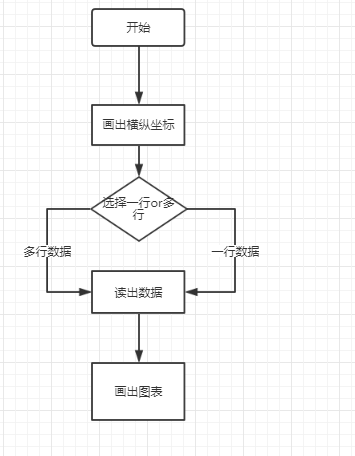 开始
画出横纵坐标
选择一行or多
行
多行数据
一行数据
读出数据
画出图表